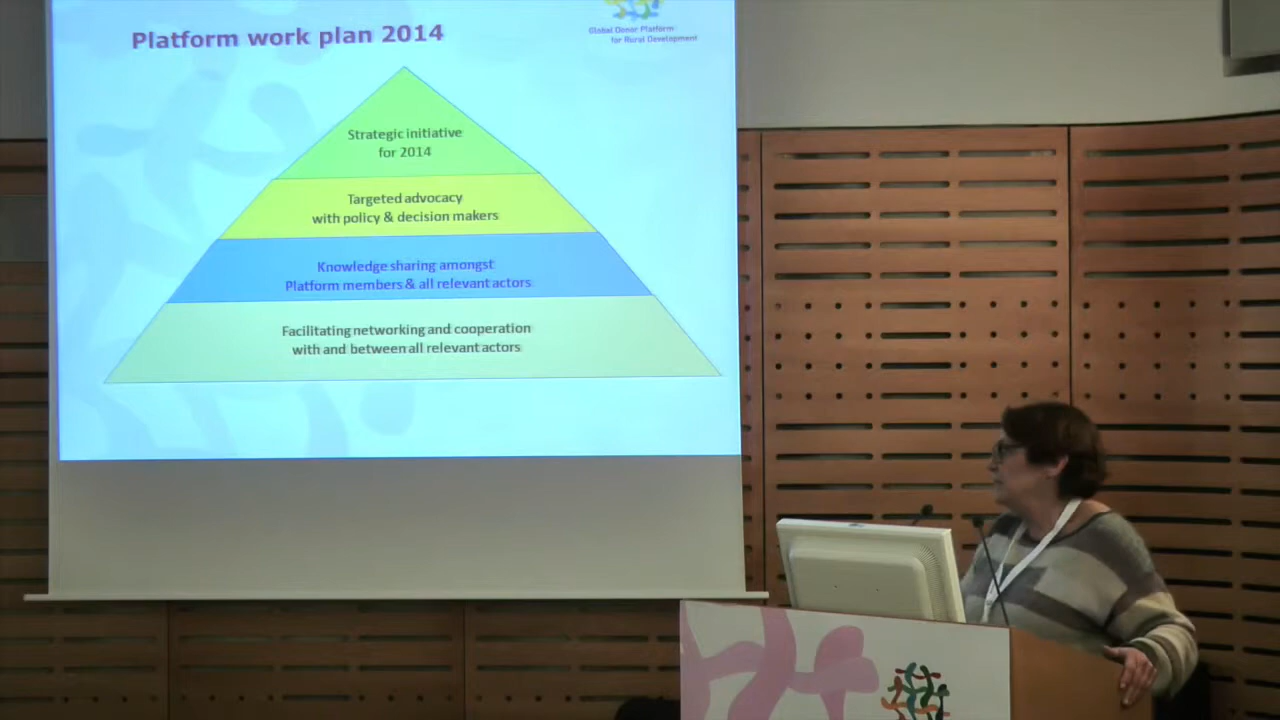 Platform work plan 2014
Global Donor Platform
for Rural Development
Strategic initiative
for 2014
Targeted advocacy
with policy & decision makers
Knowledge sharing amongst
Platform members & all relevant actors
Facilitating networking and cooperation
with and between all relevant actors